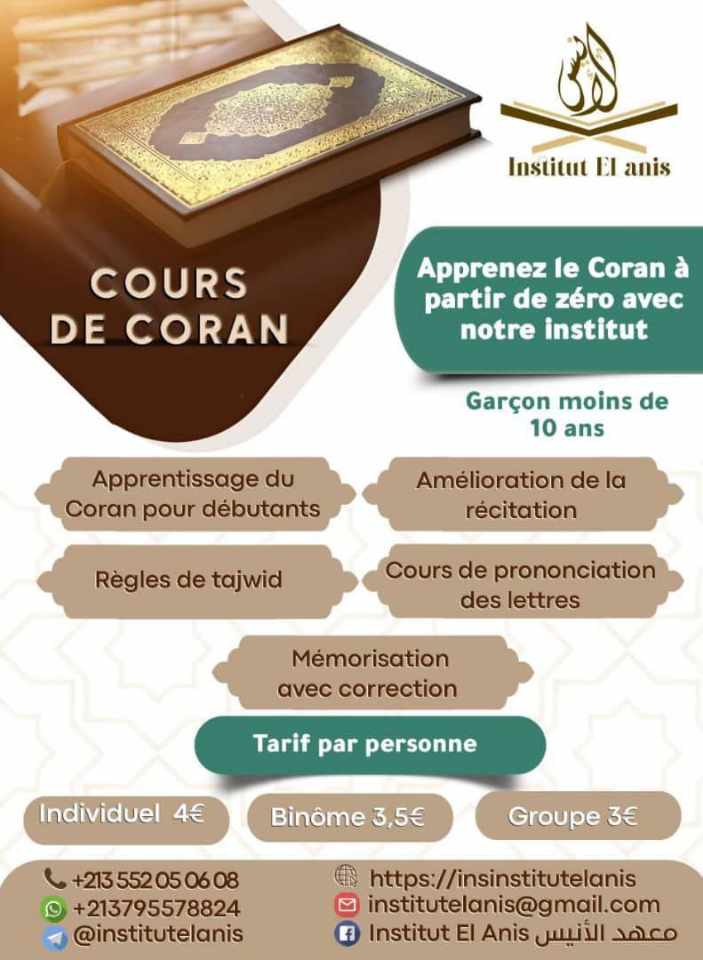 الأنيس
Institut El anis
COURS
DE CORAN
Apprenez le Coran à
partir de zéro avec
notre institut
Garçon moins de
10 ans
Apprentissage du
Coran pour débutants
Amélioration de la
récitation
Règles de tajwid
Cours de prononciation
des lettres
Mémorisation
avec correction
Tarif par personne
Individuel 4€
Binôme 3,5€
Groupe 3€
+213 552 05 06 08
+213795578824
@institutelanis
https://insinstitutelanis
institutelanis@gmail.com
Institut El Anis معهد الأنيس